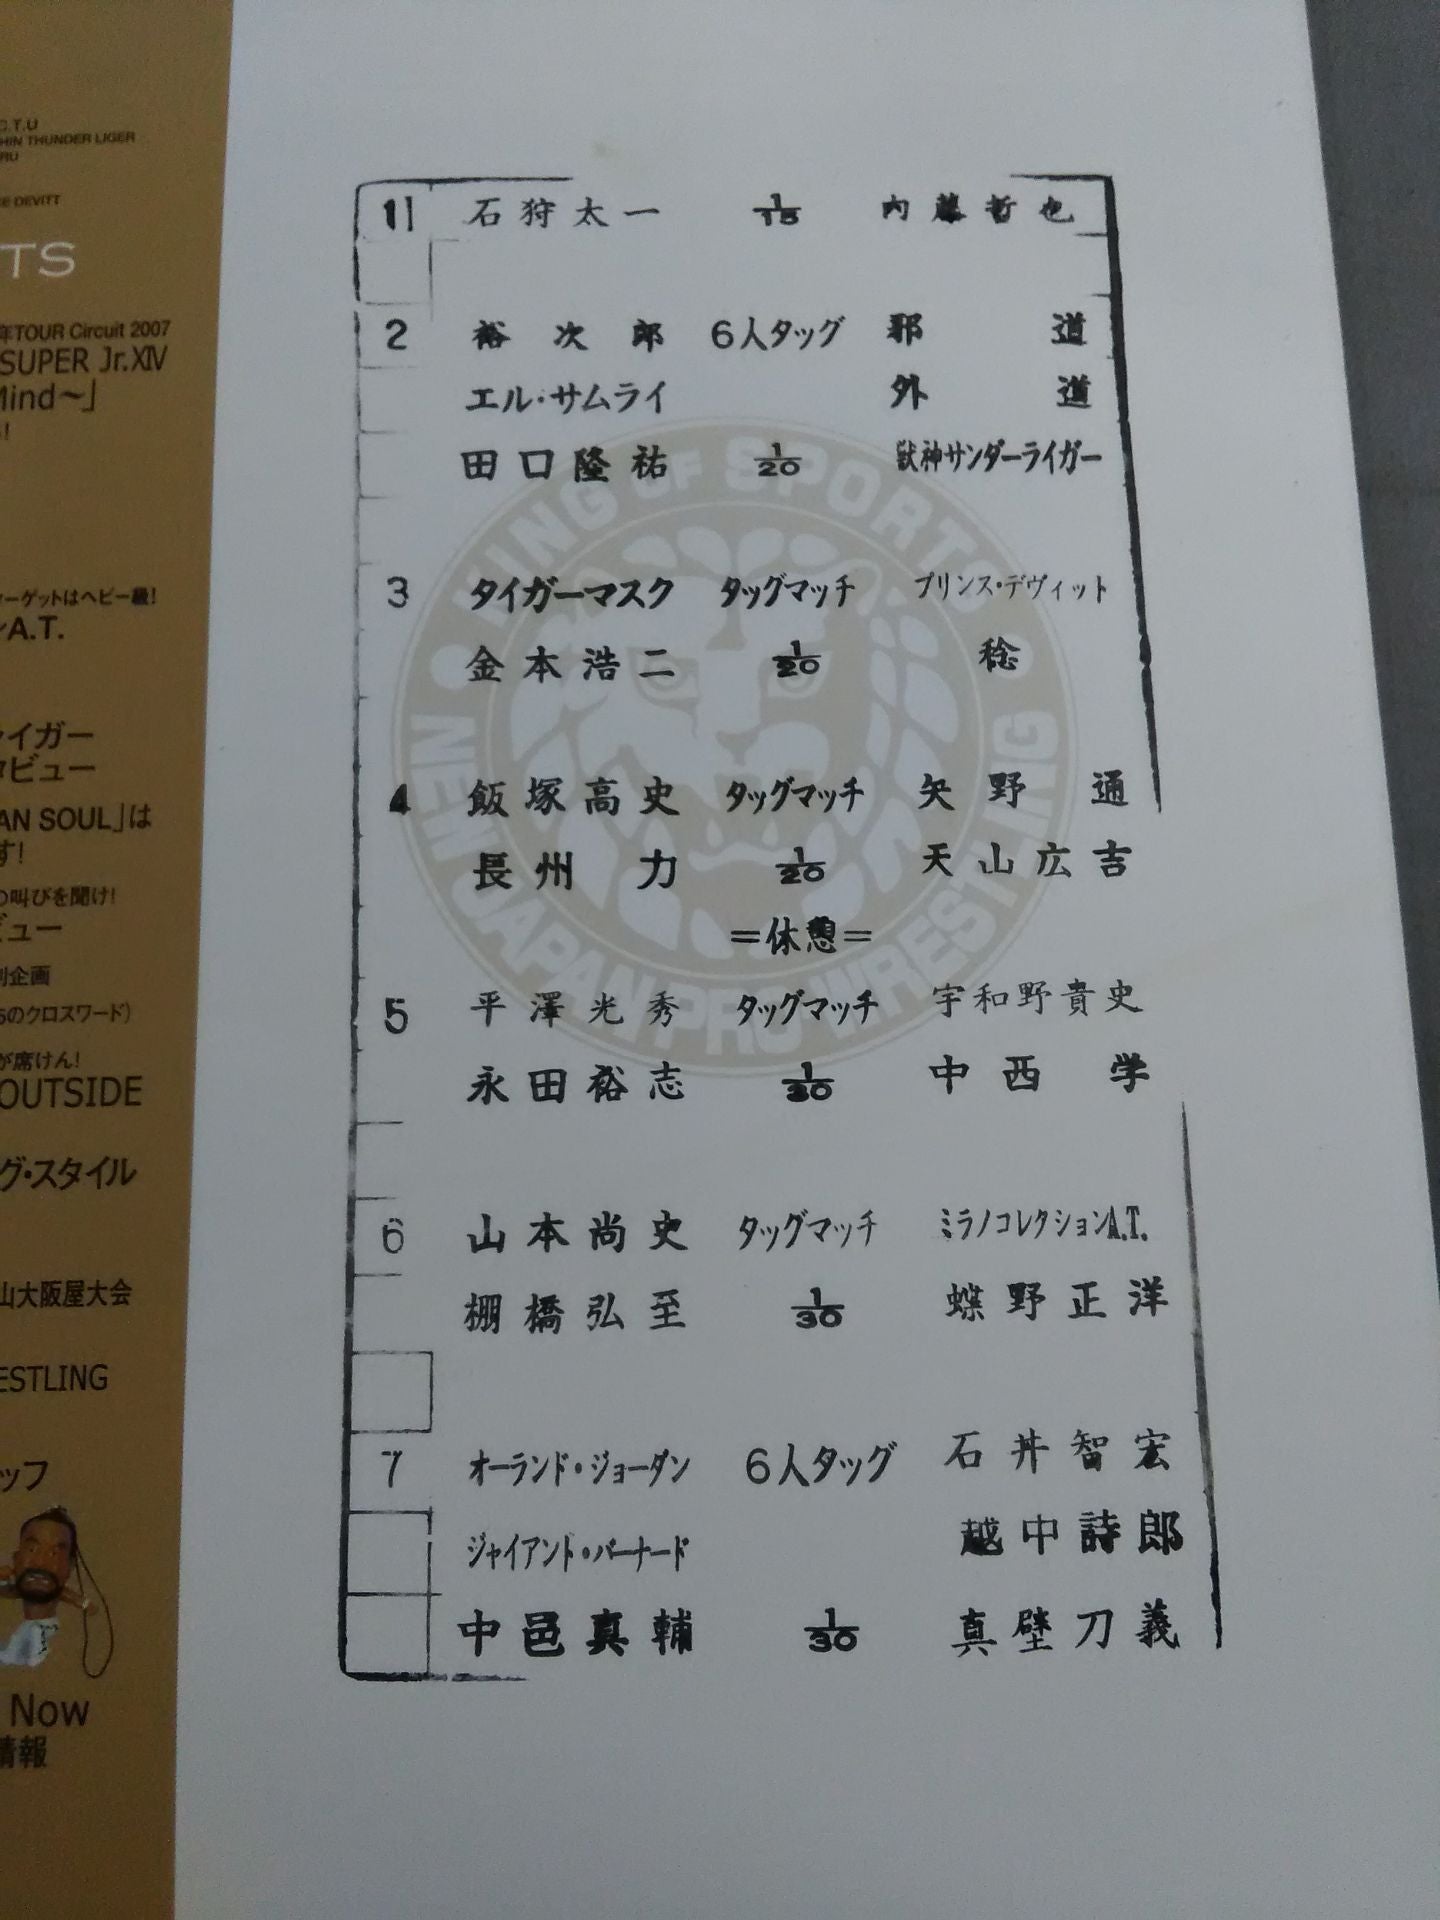 C.T.U
HIN THUNDER LIGER
RU
E DEVITT
TS
年TOUR Circuit 2007
SUPER Jr.XIV
Mind～」
!
ーゲットはヘビー級!
A.T.
イガー
ビュー
AN SOUL」は
す!
の叫びを聞け!
ビュー
別企画
のクロスワード）
が席けん!
OUTSIDE
グ・スタイル
山大阪屋大会
ESTLING
ッフ
Now
情報
KING OF SPORTS
NEW JAPAN PRO WRESTLING
1 石狩太一 1/15 内藤哲也
2 裕次郎 6人タッグ 邪道
エル・サムライ 外道
田口隆祐 1/20 獣神サンダーライガー
3 タイガーマスク タッグマッチ プリンス・デヴィット
金本浩二 1/20 稔
4 飯塚高史 タッグマッチ 矢野通
長州力 1/20 天山広吉
=休憩=
5 平澤光秀 タッグマッチ 宇和野貴史
永田裕志 1/30 中西学
6 山本尚史 タッグマッチ ミラノコレクションA.T.
棚橋弘至 1/30 蝶野正洋
7 オーランド・ジョーダン 6人タッグ 石井智宏
ジャイアント・バーナード 越中詩郎
中邑真輔 1/30 真壁刀義